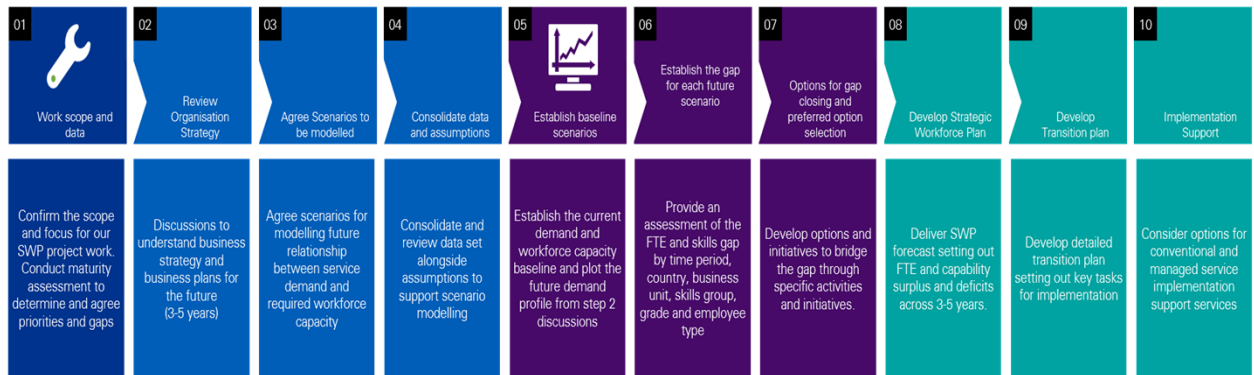 01
Work scope and
data
02
Review
Organisation
Strategy
03
Agree Scenarios to
be modelled
04
Consolidate data
and assumptions
05
Establish baseline
scenarios
06
Establish the gap
for each future
scenario
07
Options for gap
closing and
preferred option
selection
08
Develop Strategic
Workforce Plan
09
Develop
Transition plan
10
Implementation
Support
Confirm the scope
and focus for our
SWP project work.
Conduct maturity
assessment to
determine and agree
priorities and gaps
Discussions to
understand business
strategy and
business plans for
the future
(3-5 years)
Agree scenarios for
modelling future
relationship
between service
demand and
required workforce
capacity
Consolidate and
review data set
alongside
assumptions to
support scenario
modelling
Establish the current
demand and
workforce capacity
baseline and plot the
future demand
profile from step 2
discussions
Provide an
assessment of the
FTE and skills gap
by time period,
country, business
unit, skills group,
grade and employee
type
Develop options and
initiatives to bridge
the gap through
specific activities
and initiatives.
Deliver SWP
forecast setting out
FTE and capability
surplus and deficits
across 3-5 years.
Develop detailed
transition plan
setting out key tasks
for implementation
Consider options for
conventional and
managed service
implementation
support services